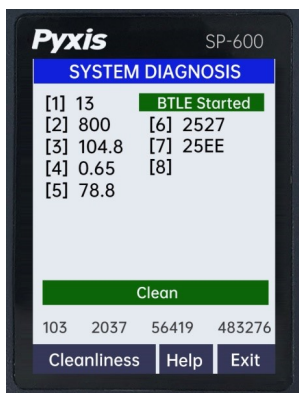 Pyxis SP-600
SYSTEM DIAGNOSIS
[1] 13 BTLE Started
[2] 800 [6] 2527
[3] 104.8 [7] 25EE
[4] 0.65 [8]
[5] 78.8
Clean
103 2037 56419 483276
Cleanliness Help Exit